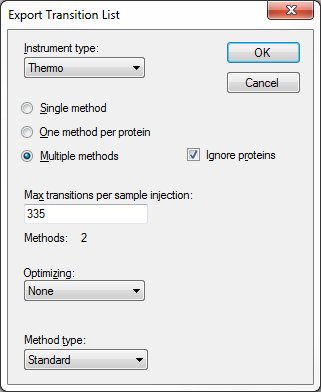 Export Transition List
Instrument type:
OK
Thermo
Cancel
Single method
One method per protein
Multiple methods
Ignore proteins
Max transitions per sample injection:
335
Methods: 2
Optimizing:
None
Method type:
Standard